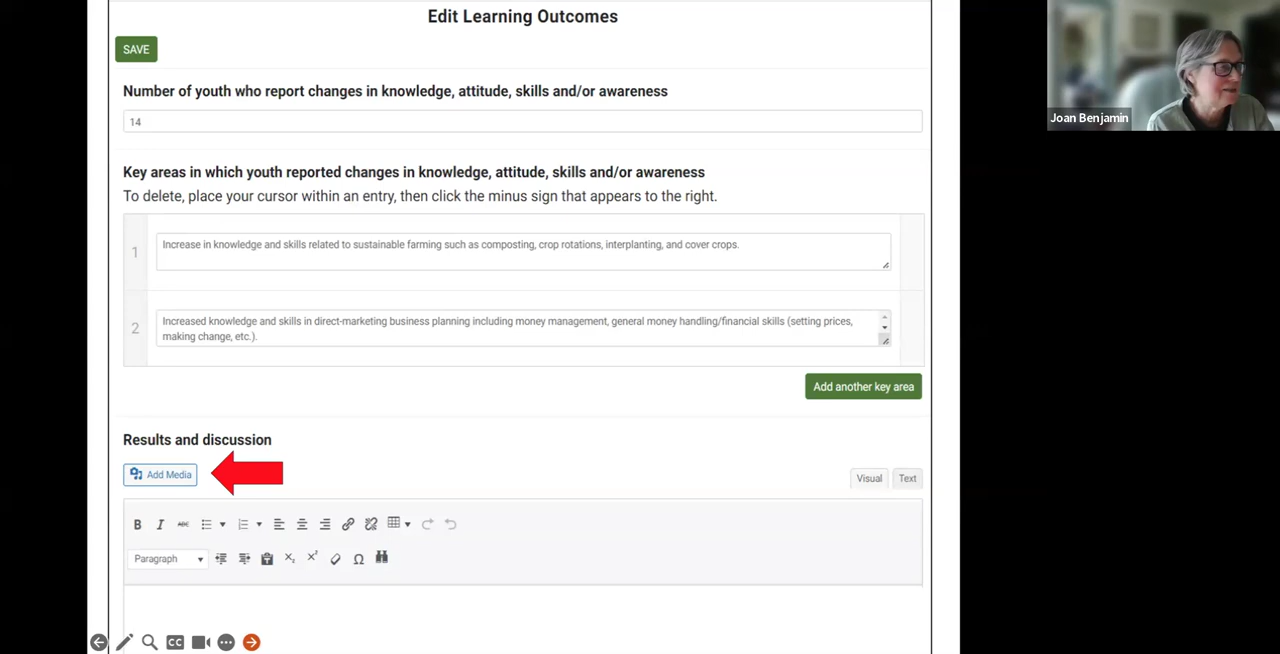 Edit Learning Outcomes
SAVE
Number of youth who report changes in knowledge, attitude, skills and/or awareness
14
Key areas in which youth reported changes in knowledge, attitude, skills and/or awareness
To delete, place your cursor within an entry, then click the minus sign that appears to the right.
1
Increase in knowledge and skills related to sustainable farming such as composting, crop rotations, interplanting, and cover crops.
2
Increased knowledge and skills in direct-marketing business planning including money management, general money handling/financial skills (setting prices,
making change, etc.).
Add another key area
Results and discussion
Add Media
Visual Text
B I ABC
Paragraph X₂ X² Ω
CC
Joan Benjamin